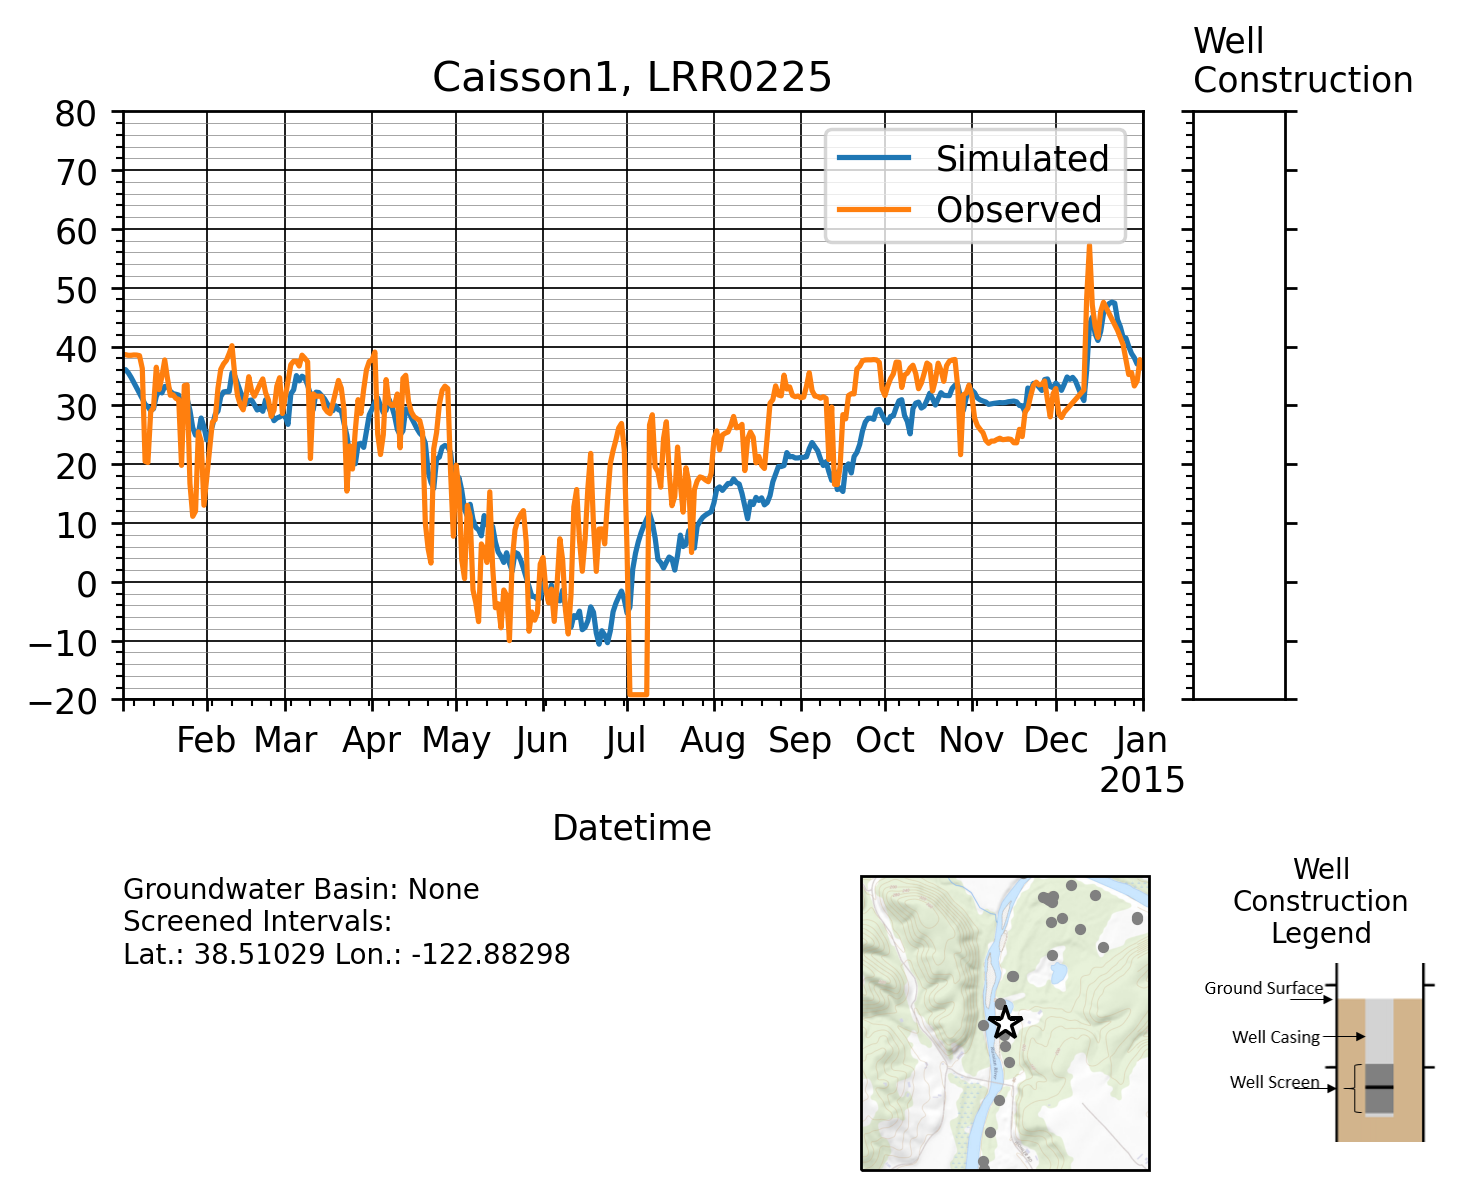 Well
Construction
Caisson1, LRR0225
Simulated
Observed
80
70
60
50
40
30
20
10
0
−10
−20
Feb Mar Apr May Jun Jul Aug Sep Oct Nov Dec Jan
2015
Datetime
Groundwater Basin: None
Screened Intervals:
Lat.: 38.51029 Lon.: -122.88298
Well
Construction
Legend
Ground Surface
Well Casing
Well Screen